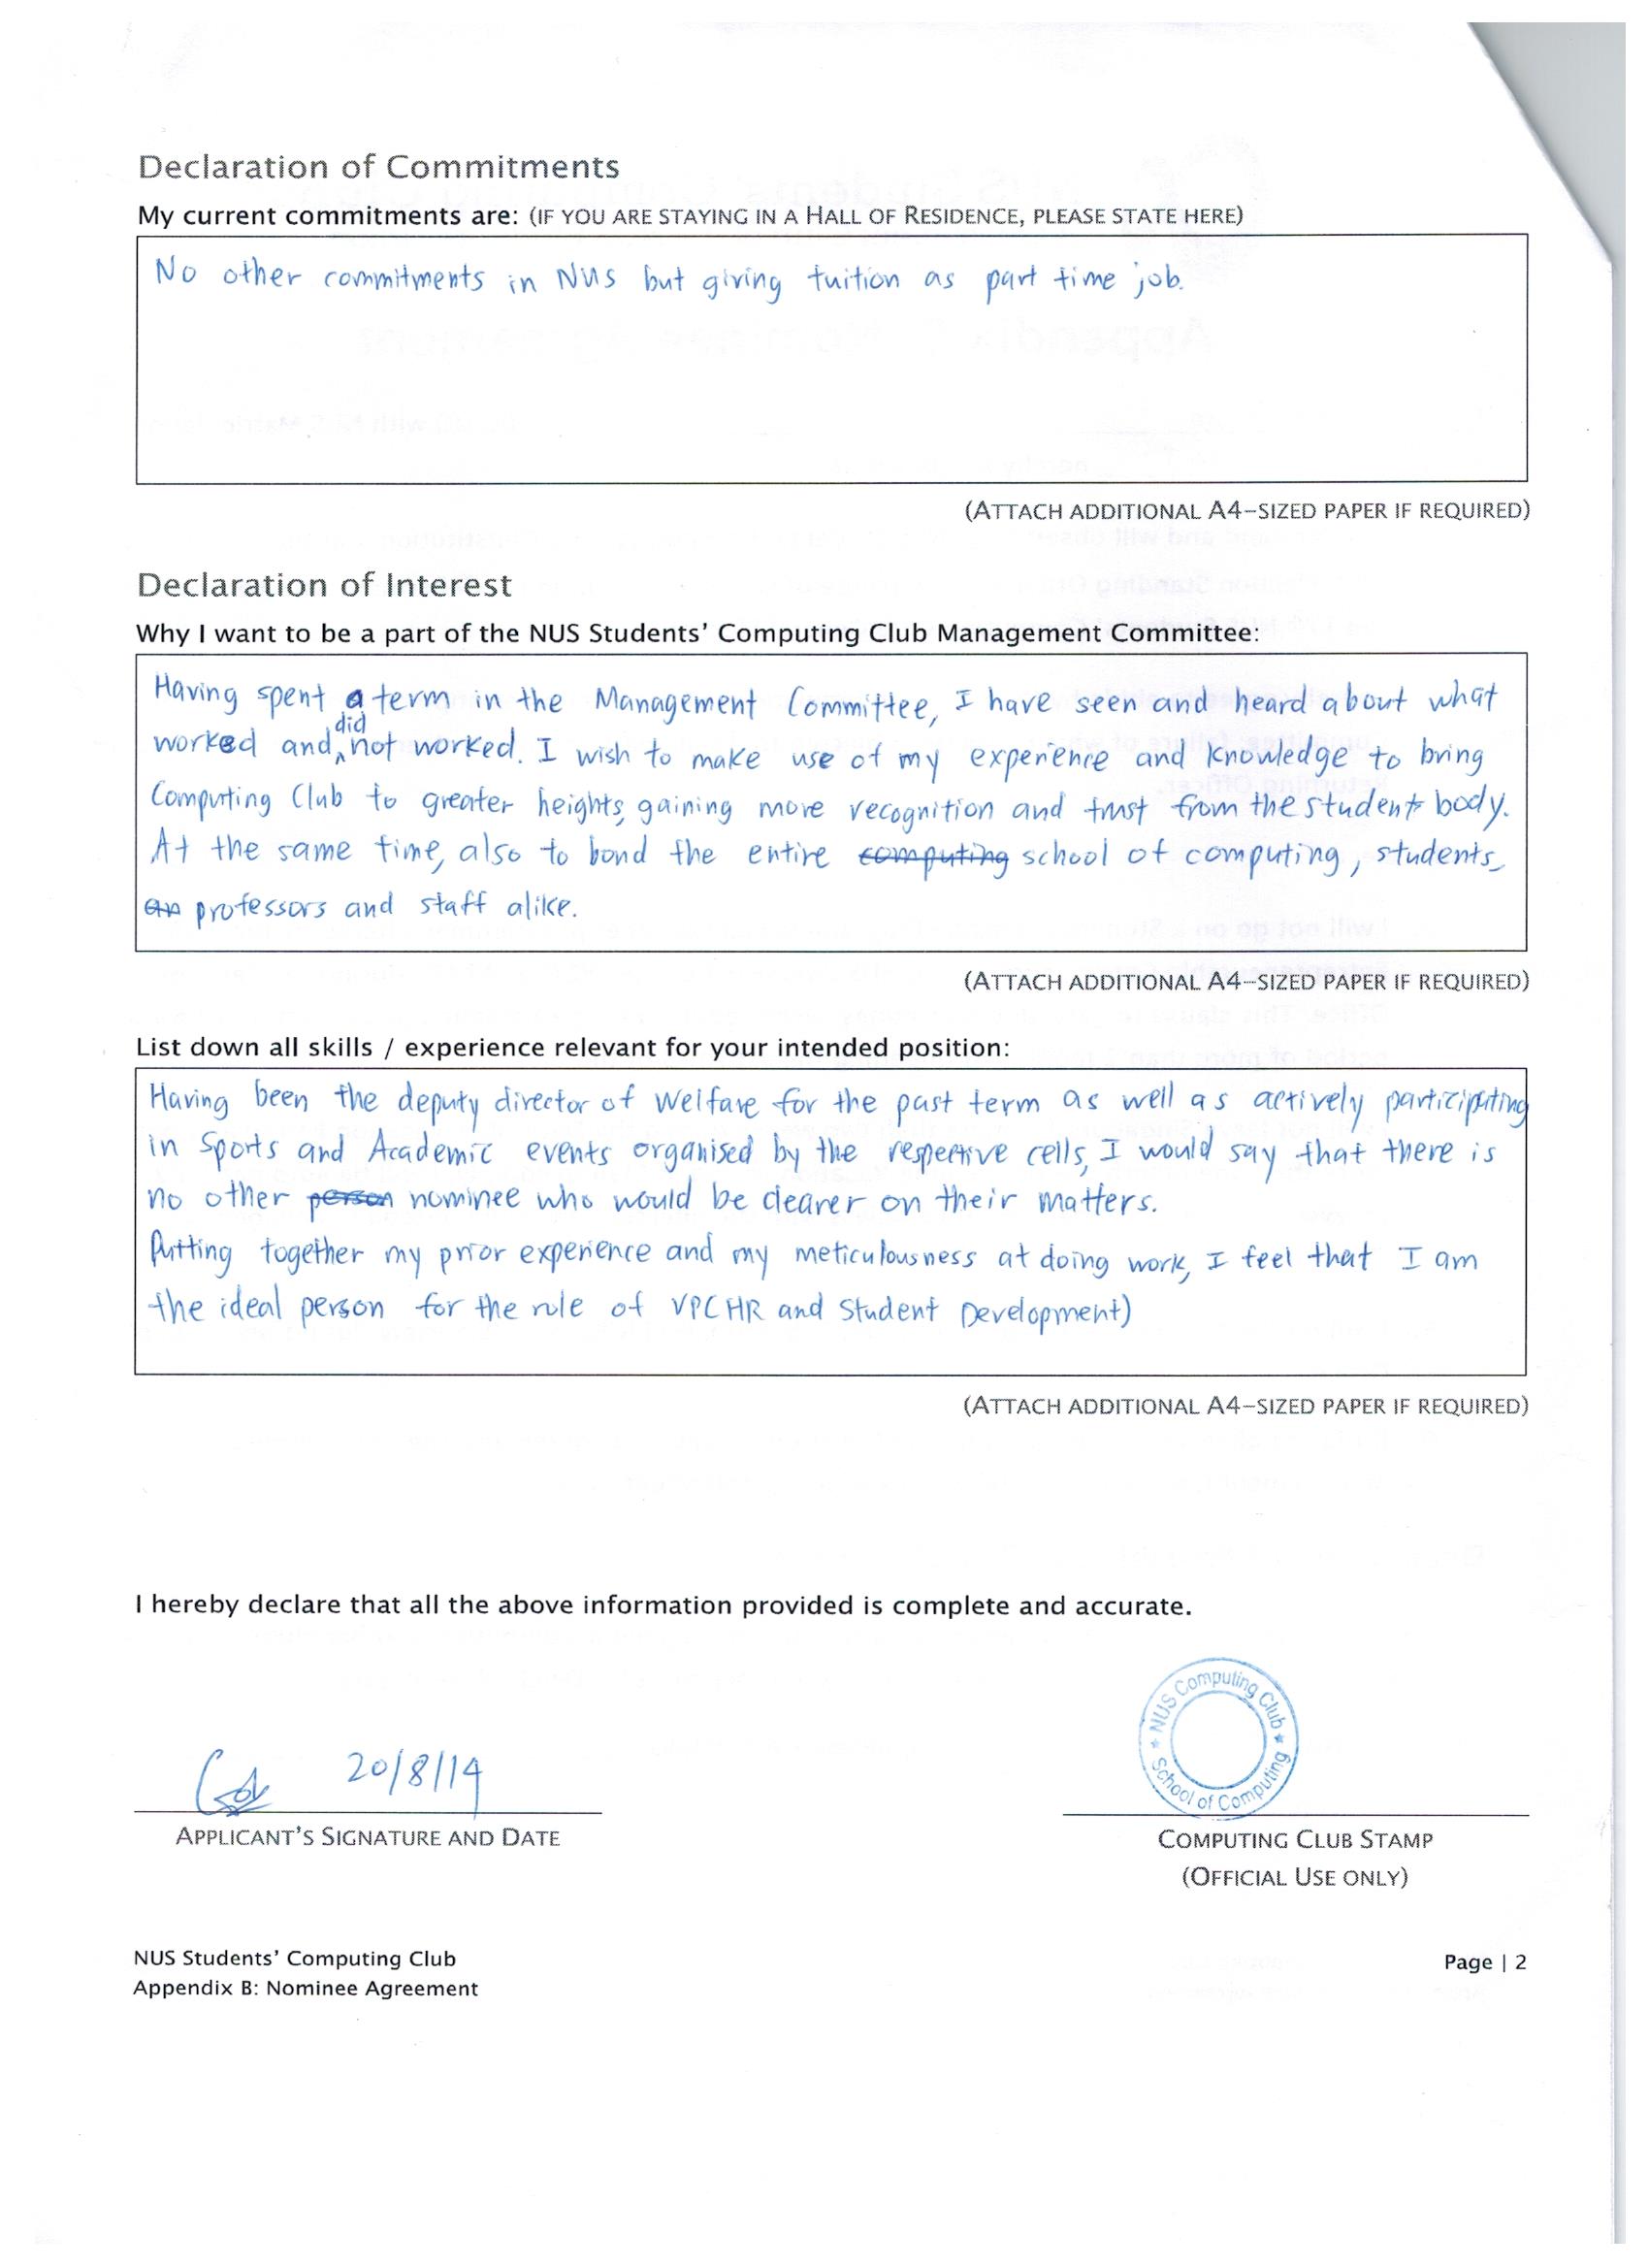 Declaration of Commitments
My current commitments are: (IF YOU ARE STAYING IN A HALL OF RESIDENCE, PLEASE STATE HERE)
No other commitments in NUS but giving tuition as part time job.
(ATTACH ADDITIONAL A4-SIZED PAPER IF REQUIRED)
Declaration of Interest
Why I want to be a part of the NUS Students' Computing Club Management Committee:
Having spent a term in the Management Committee, I have seen and heard about what
worked and did not worked. I wish to make use of my experience and knowledge to bring
Computing Club to greater heights, gaining more recognition and trust from the student body.
At the same time, also to bond the entire computing school of computing, students,
an professors and staff alike.
(ATTACH ADDITIONAL A4-SIZED PAPER IF REQUIRED)
List down all skills / experience relevant for your intended position:
Having been the deputy director of Welfare for the past term as well as actively participating
in Sports and Academic events organised by the respective cells, I would say that there is
no other person nominee who would be clearer on their matters.
Putting together my prior experience and my meticulousness at doing work, I feel that I am
the ideal person for the role of VP(HR and Student Development)
(ATTACH ADDITIONAL A4-SIZED PAPER IF REQUIRED)
I hereby declare that all the above information provided is complete and accurate.
20/8/14
APPLICANT'S SIGNATURE AND DATE
* NUS Computing Club *
School of Computing
COMPUTING CLUB STAMP
(OFFICIAL USE ONLY)
NUS Students' Computing Club
Appendix B: Nominee Agreement
Page | 2